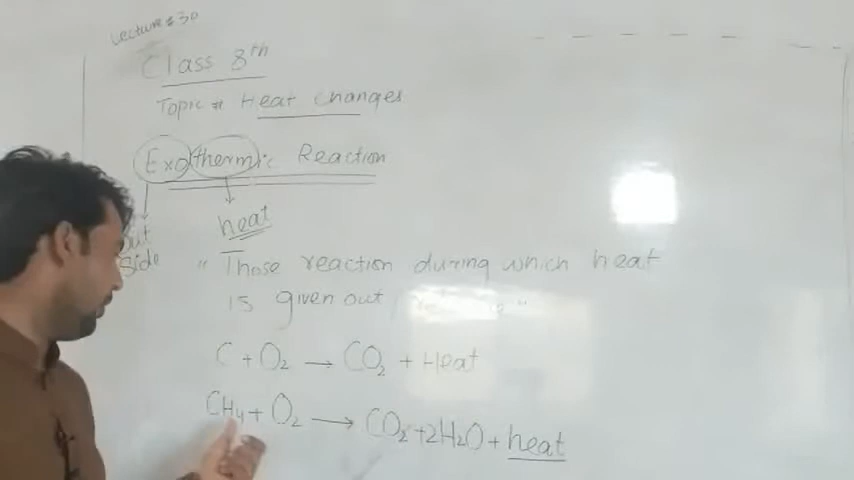 Lecture # 30
Class 8th
Topic # Heat changes
Exothermic Reaction
out side
heat
" Those reaction during which heat
is given out "
C + O₂ → CO₂ + Heat
CH₄ + O₂ → CO₂ + 2H₂O + heat